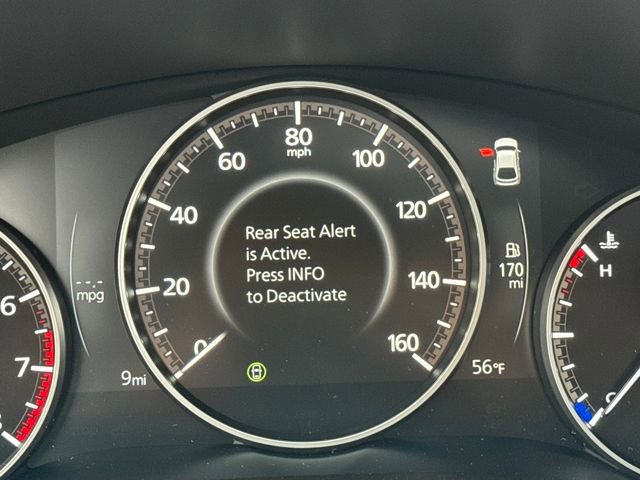 80
mph
60
100
40
120
Rear Seat Alert
is Active.
Press INFO
to Deactivate
20
140
0
160
mpg
170
mi
9mi
56°F
6
7
H
C